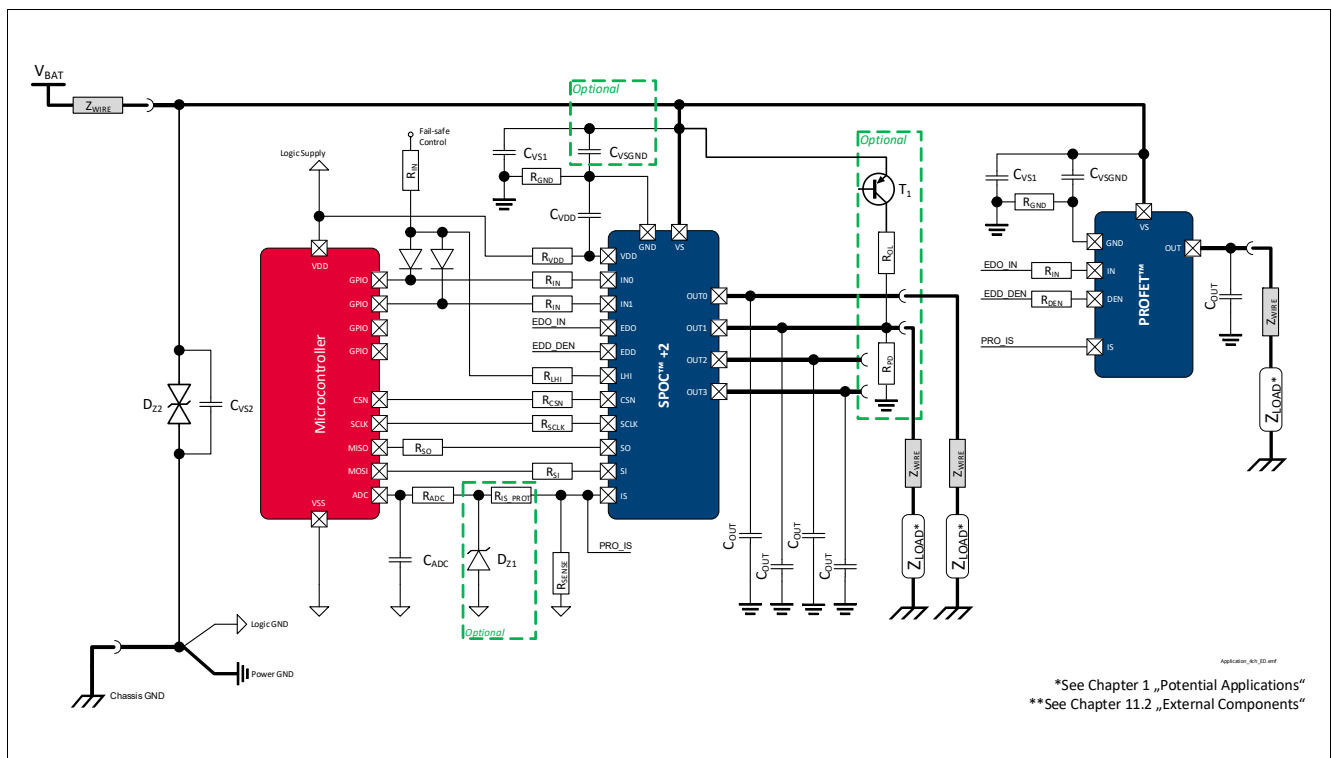 VBAT
ZWIRE
Optional
Fail-safe
Control
Logic Supply
RIN
CVS1
CVSGND
RGND
CVDD
Optional
T1
ROL
RPD
CVS1
CVSGND
RGND
VDD
GPIO
GPIO
GPIO
GPIO
CSN
SCLK
MISO
MOSI
ADC
VSS
Microcontroller
RVDD
RIN
RIN
EDO_IN
EDD_DEN
RLHI
RCSN
RSCLK
RSO
RSI
GND
VS
VDD
IN0
IN1
EDO
EDD
LHI
CSN
SCLK
SO
SI
IS
SPOC™ +2
OUT0
OUT1
OUT2
OUT3
VS
GND
IN
DEN
IS
OUT
PROFET™
EDO_IN
RIN
EDD_DEN
RDEN
PRO_IS
COUT
ZWIRE
ZLOAD*
DZ2
CVS2
RADC
RIS_PROT
CADC
DZ1
RSENSE
PRO_IS
Optional
COUT
COUT
COUT
COUT
ZWIRE
ZWIRE
ZLOAD*
ZLOAD*
Logic GND
Power GND
Chassis GND
Application_4ch_ED.emf
*See Chapter 1 „Potential Applications“
**See Chapter 11.2 „External Components“